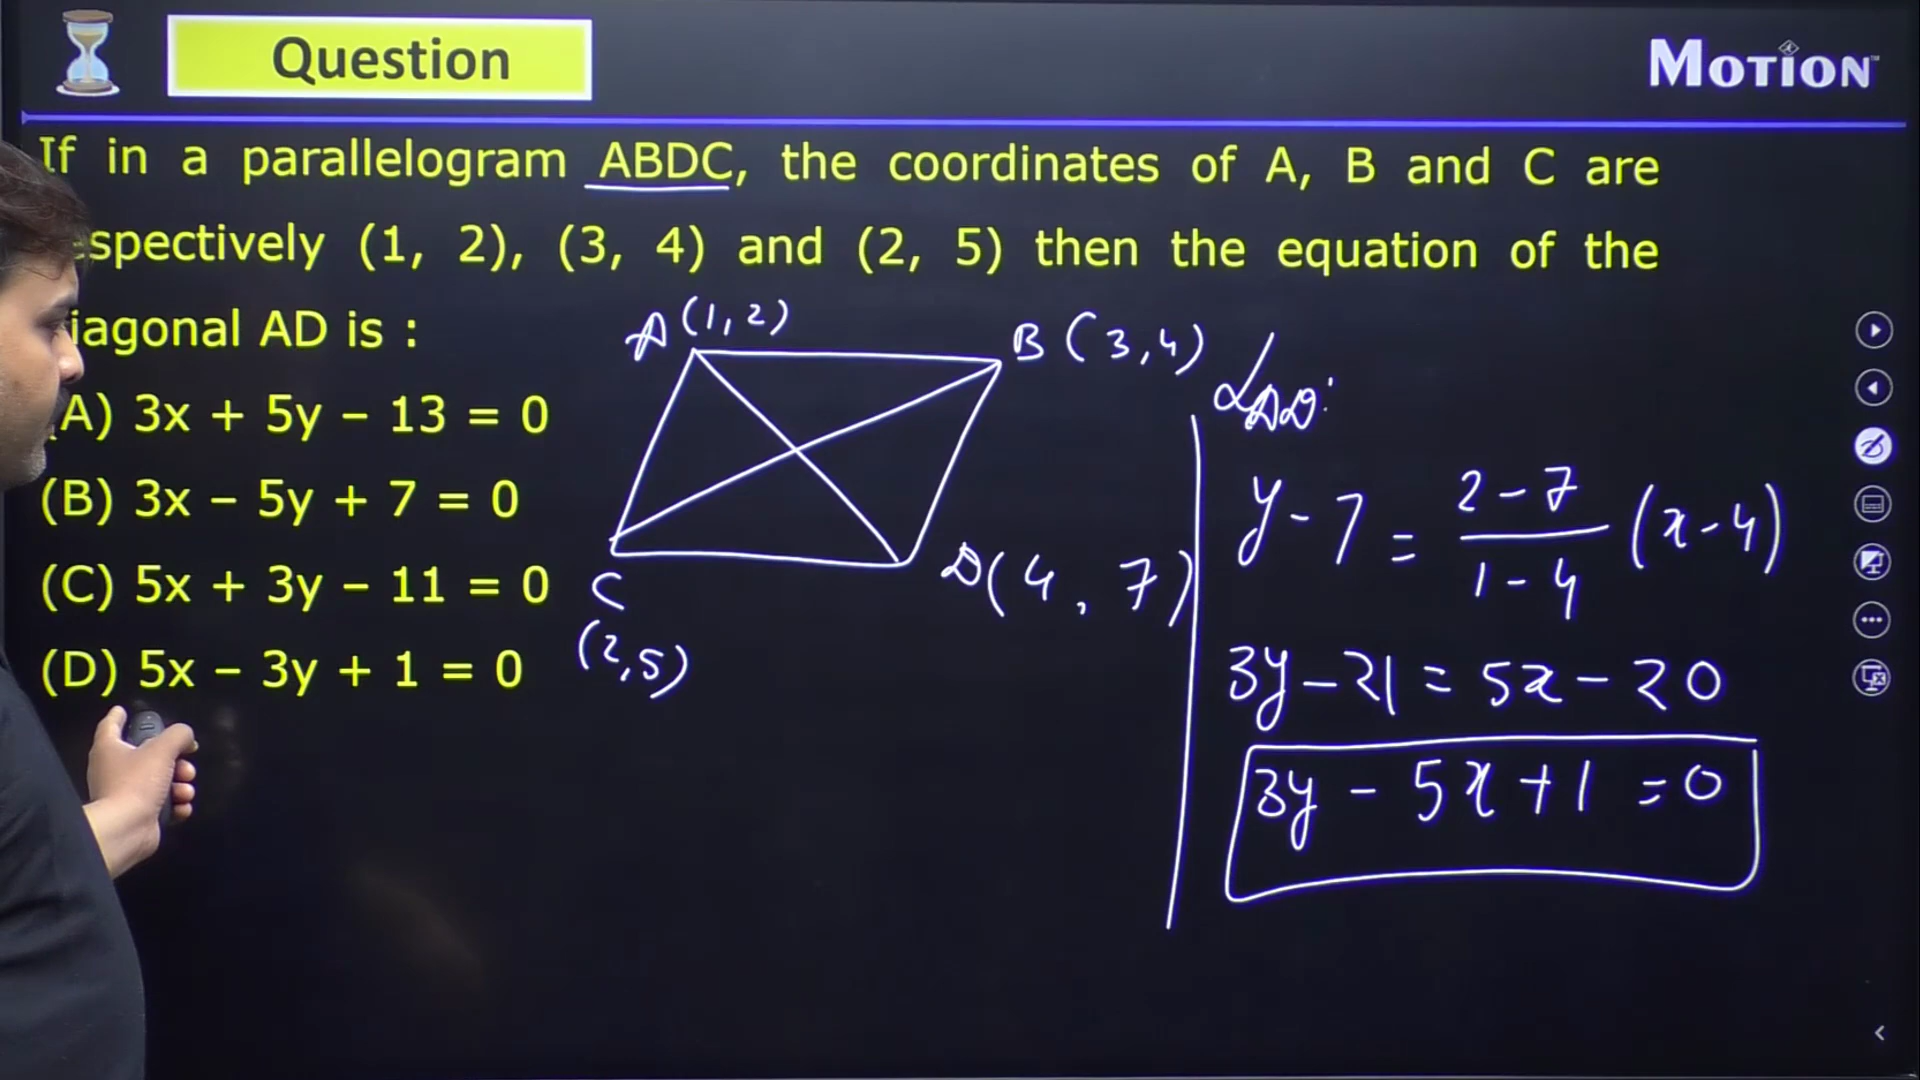 Question
MOTION
If in a parallelogram ABDC, the coordinates of A, B and C are
espectively (1, 2), (3, 4) and (2, 5) then the equation of the
iagonal AD is :
(A) 3x + 5y – 13 = 0
(B) 3x – 5y + 7 = 0
(C) 5x + 3y – 11 = 0
(D) 5x – 3y + 1 = 0
A (1, 2)
B (3, 4)
C
(2, 5)
D (4, 7)
L AD:
y - 7 = 2 - 7 / 1 - 4 (x - 4)
3y - 21 = 5x - 20
3y - 5x + 1 = 0